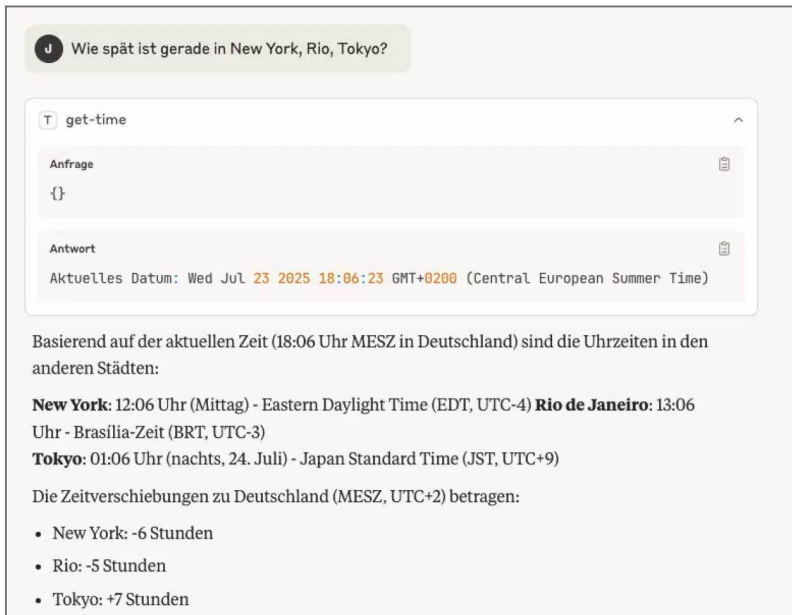 J Wie spät ist gerade in New York, Rio, Tokyo?
T get-time
Anfrage
{}
Antwort
Aktuelles Datum: Wed Jul 23 2025 18:06:23 GMT+0200 (Central European Summer Time)
Basierend auf der aktuellen Zeit (18:06 Uhr MESZ in Deutschland) sind die Uhrzeiten in den
anderen Städten:
New York: 12:06 Uhr (Mittag) - Eastern Daylight Time (EDT, UTC-4) Rio de Janeiro: 13:06
Uhr - Brasília-Zeit (BRT, UTC-3)
Tokyo: 01:06 Uhr (nachts, 24. Juli) - Japan Standard Time (JST, UTC+9)
Die Zeitverschiebungen zu Deutschland (MESZ, UTC+2) betragen:
• New York: -6 Stunden
• Rio: -5 Stunden
• Tokyo: +7 Stunden